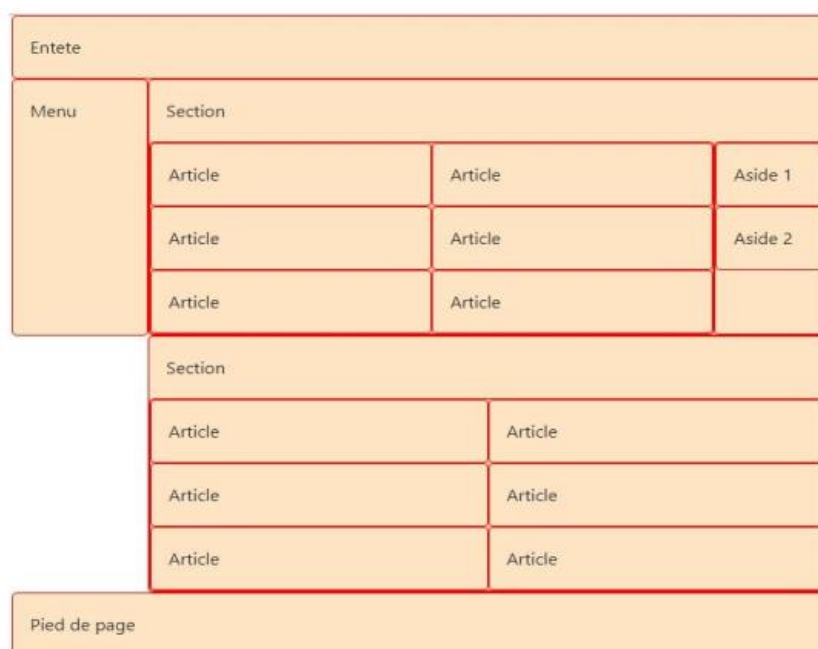 Entete
Menu Section
Article Article Aside 1
Article Article Aside 2
Article Article
Section
Article Article
Article Article
Article Article
Pied de page